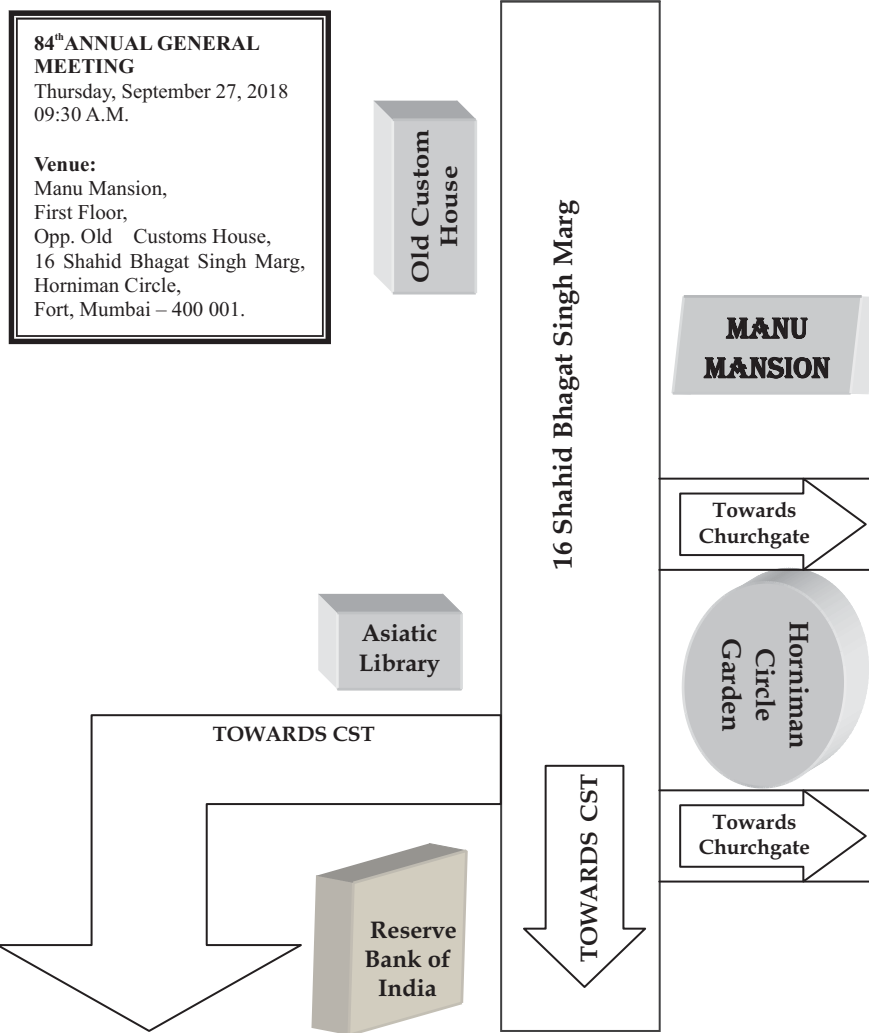 84th ANNUAL GENERAL
MEETING
Thursday, September 27, 2018
09:30 A.M.
Venue:
Manu Mansion,
First Floor,
Opp. Old Customs House,
16 Shahid Bhagat Singh Marg,
Horniman Circle,
Fort, Mumbai – 400 001.
Old Custom
House
16 Shahid Bhagat Singh Marg
MANU
MANSION
Towards
Churchgate
Asiatic
Library
Horniman
Circle
Garden
TOWARDS CST
TOWARDS CST
Towards
Churchgate
Reserve
Bank of
India